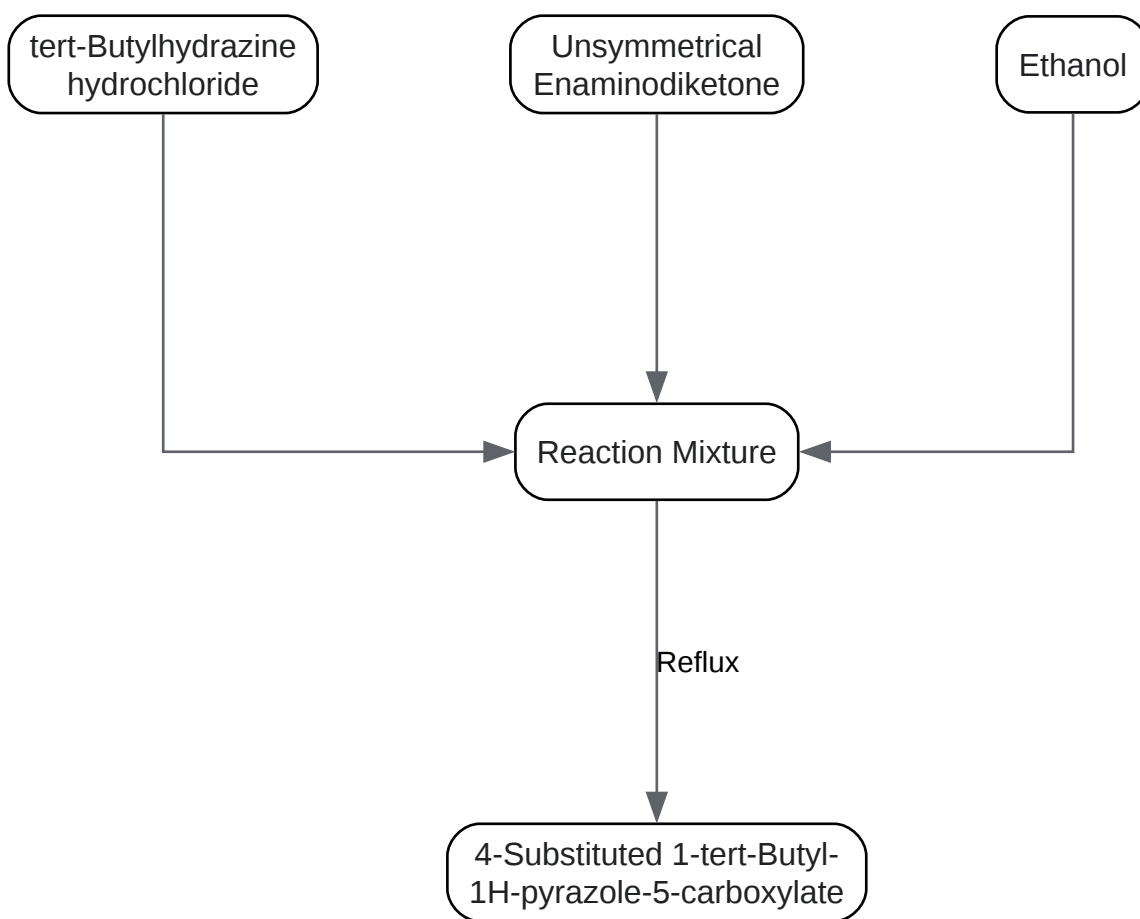 tert-Butylhydrazine
hydrochloride
Unsymmetrical
Enaminodiketone
Ethanol
Reaction Mixture
Reflux
4-Substituted 1-tert-Butyl-
1H-pyrazole-5-carboxylate